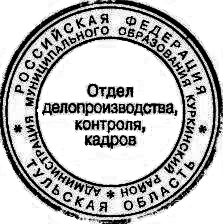 РОССИЙСКАЯ ФЕДЕРАЦИЯ
ТУЛЬСКАЯ ОБЛАСТЬ
АДМИНИСТРАЦИЯ МУНИЦИПАЛЬНОГО ОБРАЗОВАНИЯ КУРКИНСКИЙ РАЙОН
Отдел
делопроизводства,
контроля,
кадров